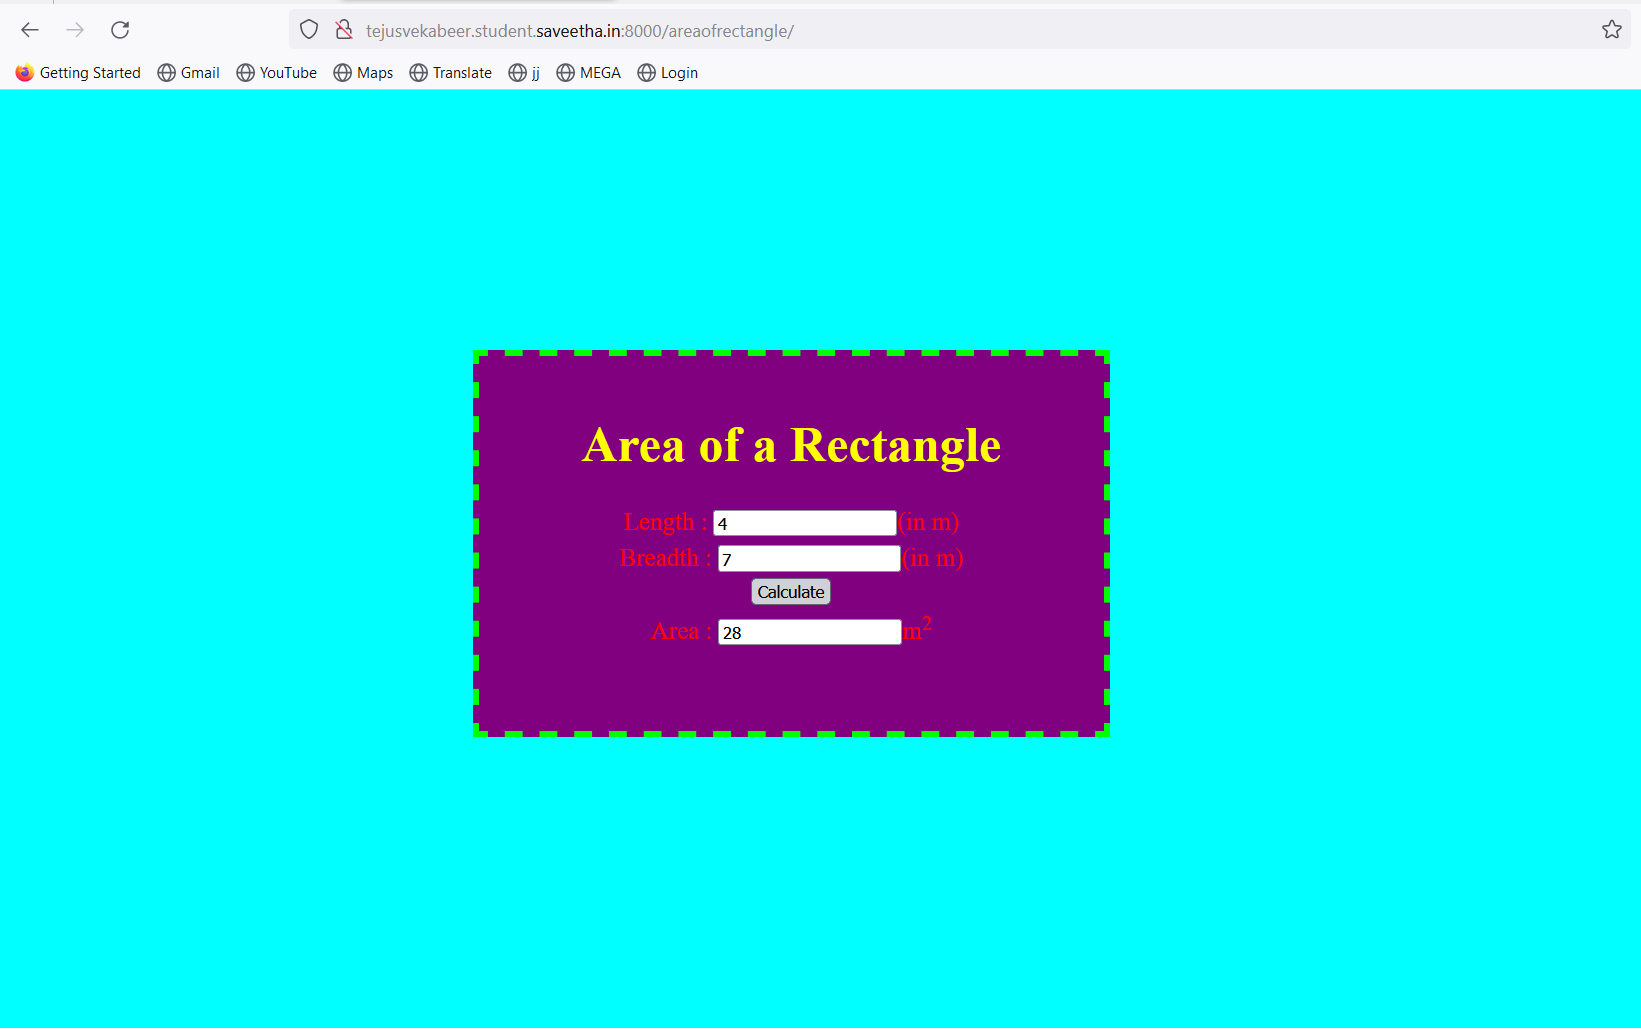 tejusvekabeer.student.saveetha.in:8000/areaofrectangle/
Getting Started Gmail YouTube Maps Translate jj MEGA Login
Area of a Rectangle
Length : 4 (in m)
Breadth : 7 (in m)
Calculate
Area : 28 m²